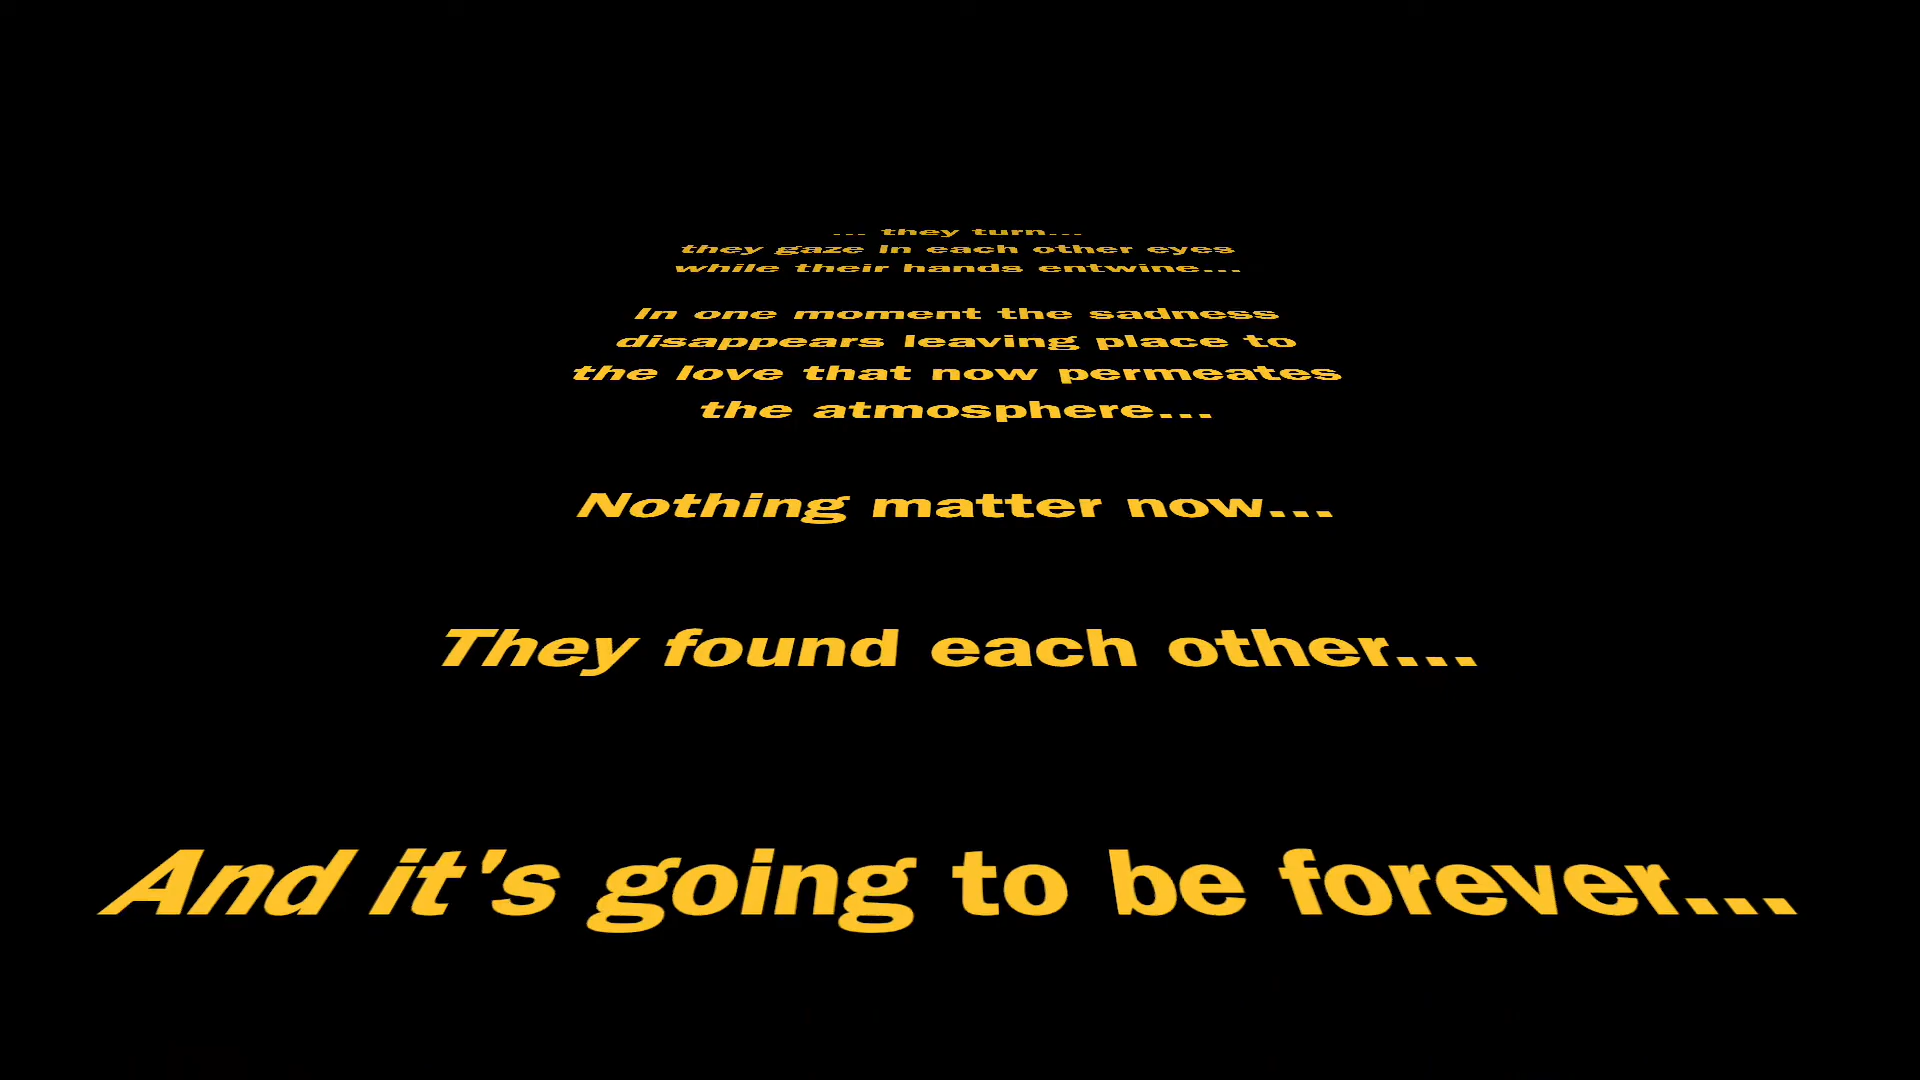 ... they turn...
they gaze in each other eyes
while their hands entwine...
In one moment the sadness
disappears leaving place to
the love that now permeates
the atmosphere...
Nothing matter now...
They found each other...
And it's going to be forever...